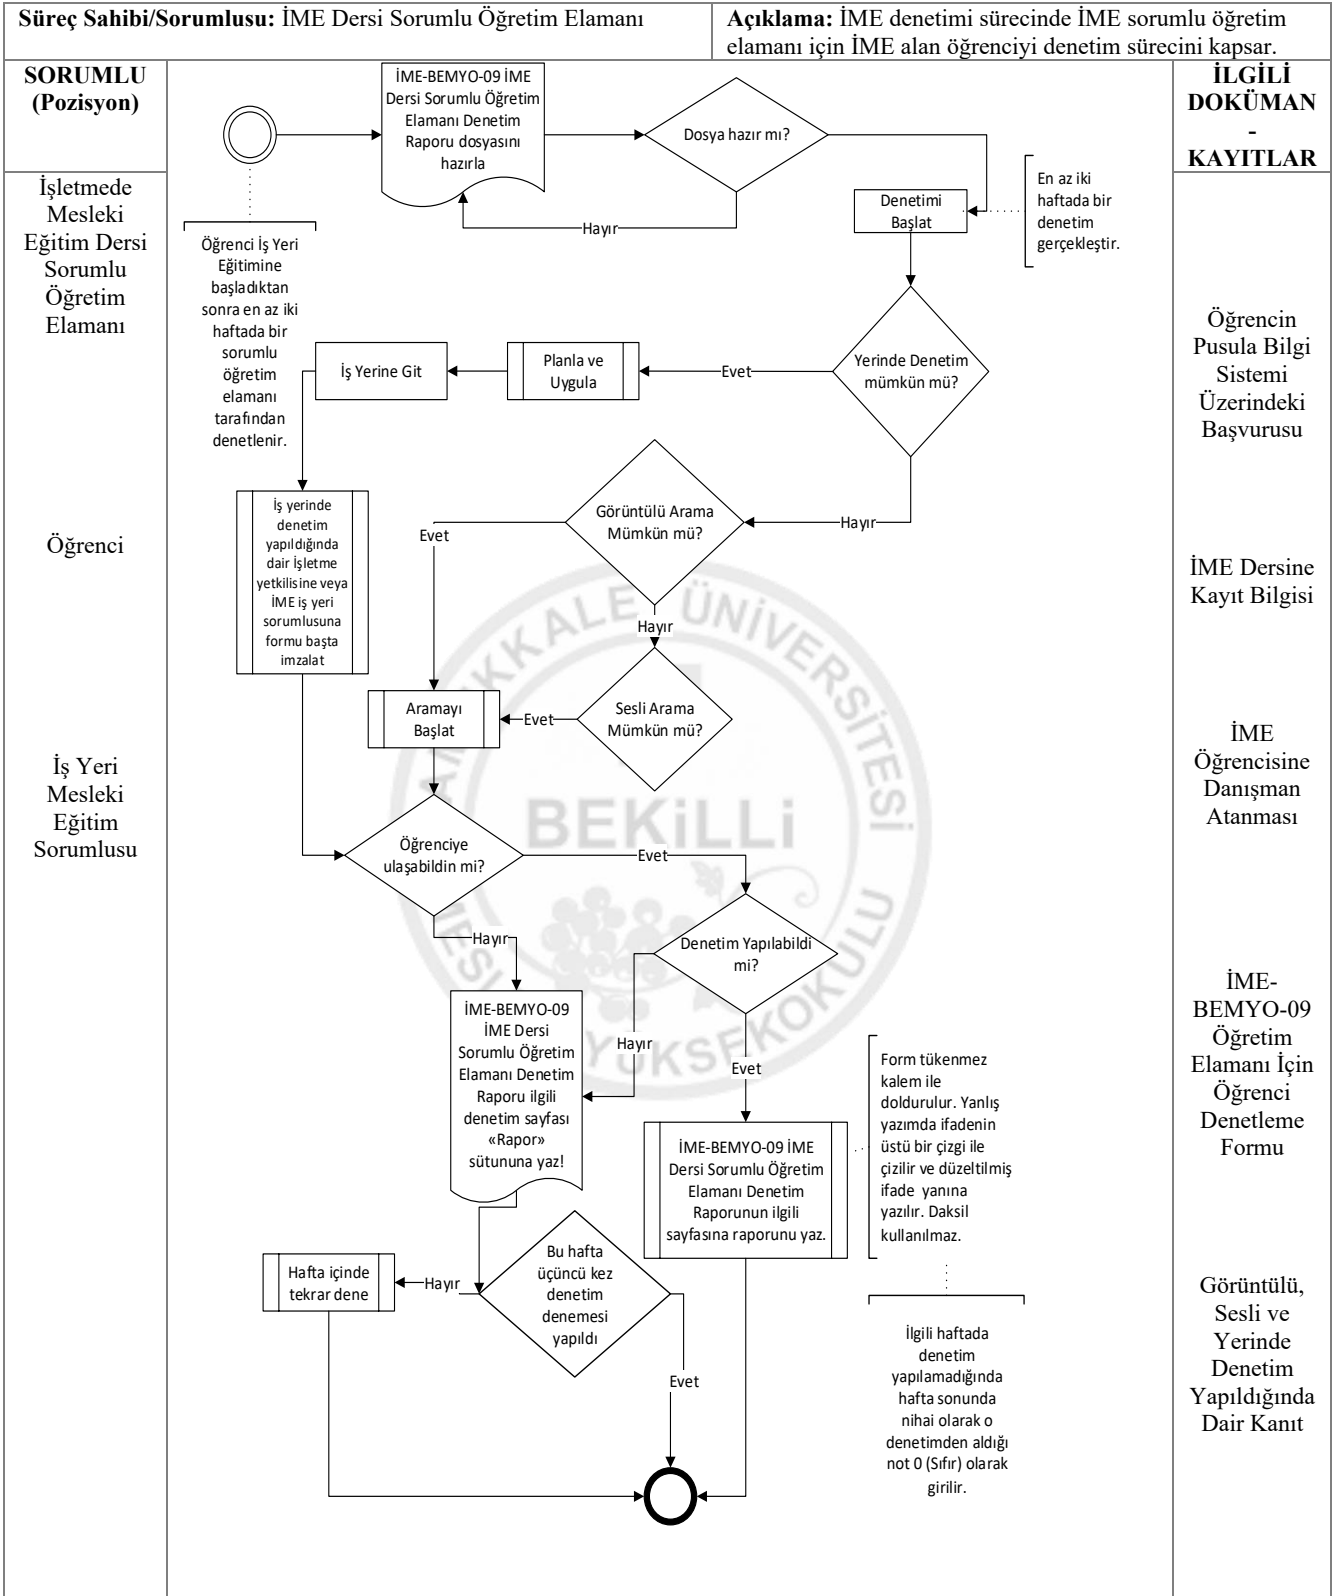 Süreç Sahibi/Sorumlusu: İME Dersi Sorumlu Öğretim Elamanı
Açıklama: İME denetimi sürecinde İME sorumlu öğretim
elamanı için İME alan öğrenciyi denetim sürecini kapsar.
SORUMLU
(Pozisyon)
İLGİLİ
DOKÜMAN
-
KAYITLAR
İşletmede
Mesleki
Eğitim Dersi
Sorumlu
Öğretim
Elamanı
Öğrenci
İş Yeri
Mesleki
Eğitim
Sorumlusu
İME-BEMYO-09 İME
Dersi Sorumlu Öğretim
Elamanı Denetim
Raporu dosyasını
hazırla
Dosya hazır mı?
Hayır
Denetimi
Başlat
En az iki
haftada bir
denetim
gerçekleştir.
Öğrenci İş Yeri
Eğitimine
başladıktan
sonra en az iki
haftada bir
sorumlu
öğretim
elamanı
tarafından
denetlenir.
İş Yerine Git
Planla ve
Uygula
Evet
Yerinde Denetim
mümkün mü?
Hayır
Görüntülü Arama
Mümkün mü?
Evet
Hayır
İş yerinde
denetim
yapıldığında
dair İşletme
yetkilisine veya
İME iş yeri
sorumlusuna
formu başta
imzalat
Aramayı
Başlat
Evet
Sesli Arama
Mümkün mü?
Öğrenciye
ulaşabildin mi?
Evet
Hayır
Denetim Yapılabildi
mi?
Hayır
Evet
İME-BEMYO-09
İME Dersi
Sorumlu Öğretim
Elamanı Denetim
Raporu ilgili
denetim sayfası
«Rapor»
sütununa yaz!
İME-BEMYO-09 İME
Dersi Sorumlu Öğretim
Elamanı Denetim
Raporunun ilgili
sayfasına raporunu yaz.
Form tükenmez
kalem ile
doldurulur. Yanlış
yazımda ifadenin
üstü bir çizgi ile
çizilir ve düzeltilmiş
ifade yanına
yazılır. Daksil
kullanılmaz.
Hafta içinde
tekrar dene
Hayır
Bu hafta
üçüncü kez
denetim
denemesi
yapıldı
Evet
İlgili haftada
denetim
yapılamadığında
hafta sonunda
nihai olarak o
denetimden aldığı
not 0 (Sıfır) olarak
girilir.
Öğrencin
Pusula Bilgi
Sistemi
Üzerindeki
Başvurusu
İME Dersine
Kayıt Bilgisi
İME
Öğrencisine
Danışman
Atanması
İME-
BEMYO-09
Öğretim
Elamanı İçin
Öğrenci
Denetleme
Formu
Görüntülü,
Sesli ve
Yerinde
Denetim
Yapıldığında
Dair Kanıt
ÜNİVERSİTESİ
BEKİLLİ
YÜKSEKOKULU